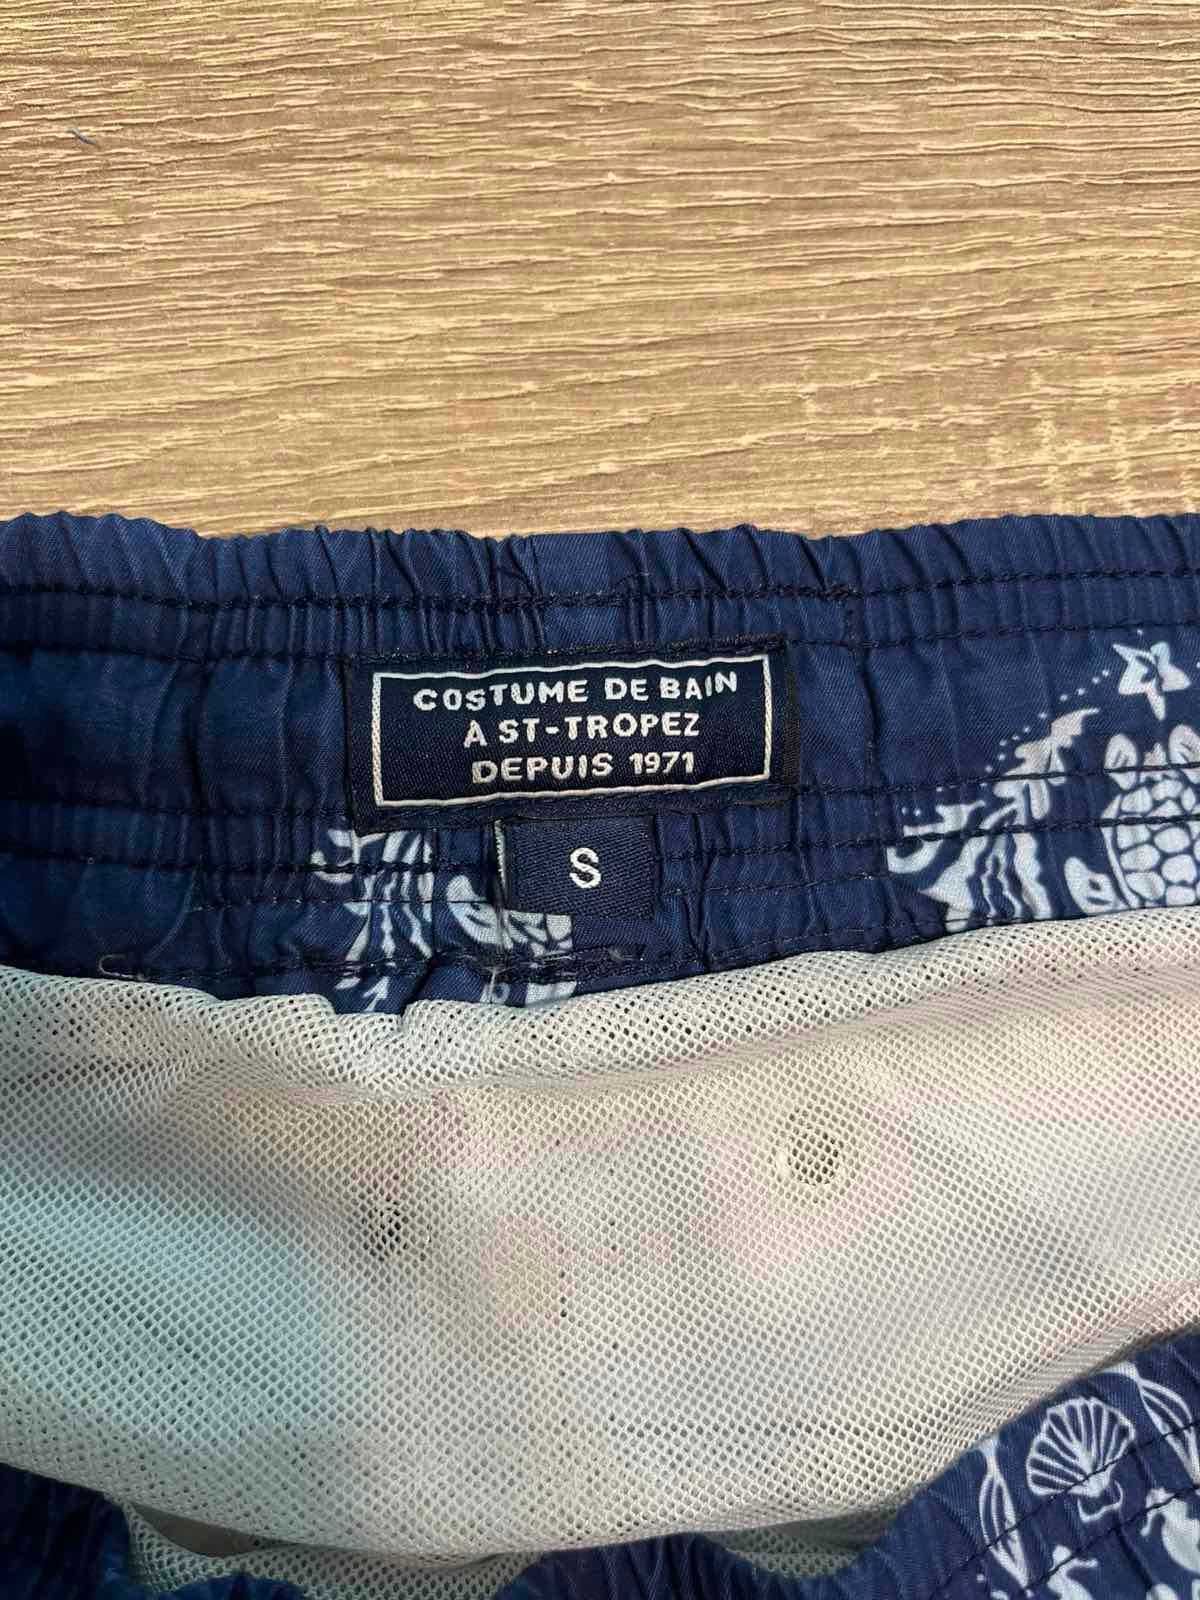 COSTUME DE BAIN
A ST-TROPEZ
DEPUIS 1971
S